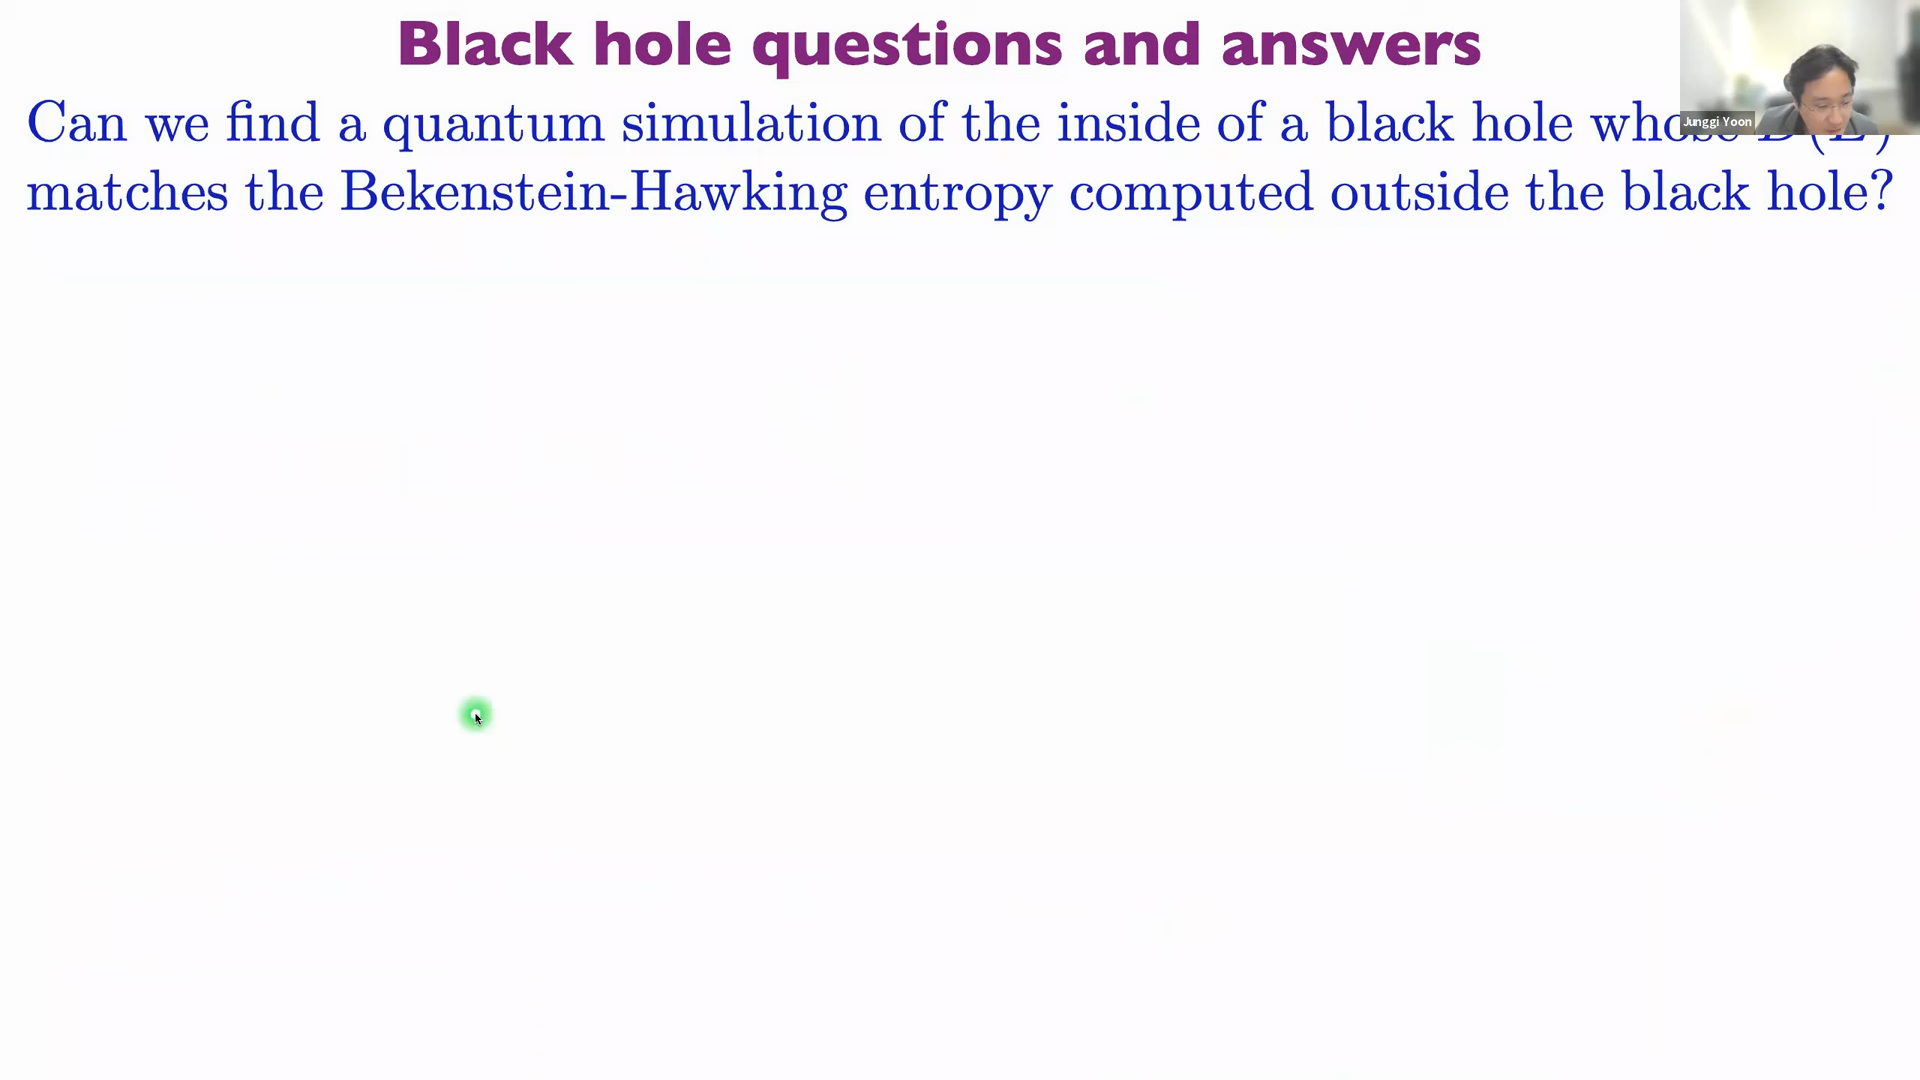 Black hole questions and answers
Can we find a quantum simulation of the inside of a black hole whose D(E)
matches the Bekenstein-Hawking entropy computed outside the black hole?
Junggi Yoon